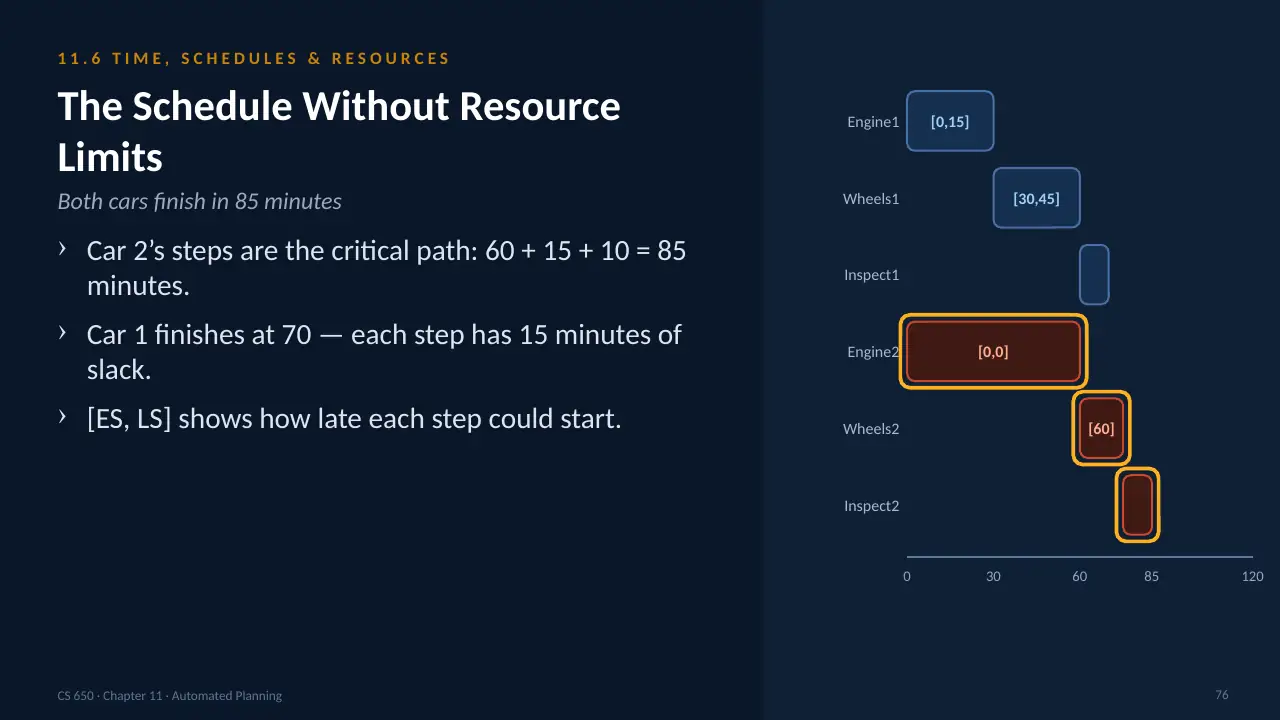 11.6 TIME, SCHEDULES & RESOURCES
The Schedule Without Resource
Limits
Both cars finish in 85 minutes
› Car 2’s steps are the critical path: 60 + 15 + 10 = 85
minutes.
› Car 1 finishes at 70 — each step has 15 minutes of
slack.
› [ES, LS] shows how late each step could start.
Engine1 [0,15]
Wheels1 [30,45]
Inspect1
Engine2 [0,0]
Wheels2 [60]
Inspect2
0 30 60 85 120
CS 650 · Chapter 11 · Automated Planning
76